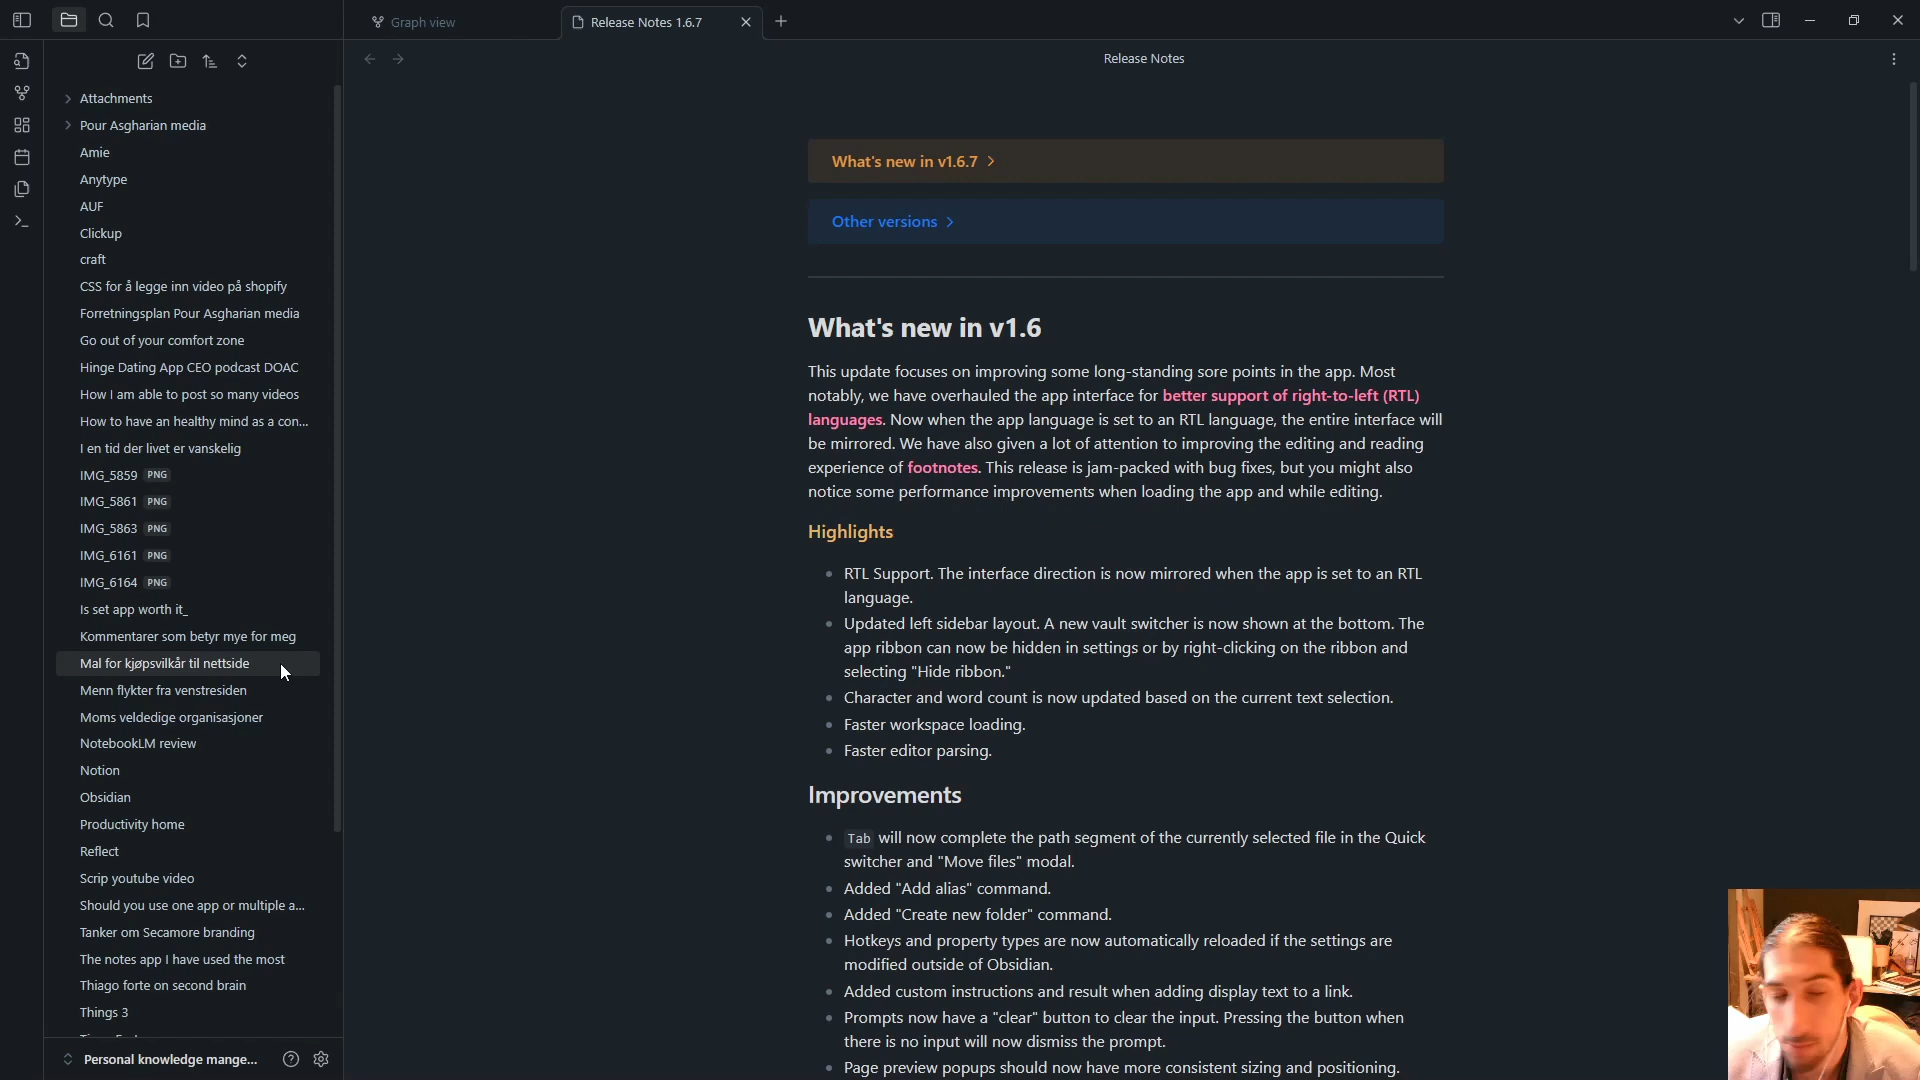 Graph view
Release Notes 1.6.7
Release Notes
Attachments
Pour Asgharian media
Amie
Anytype
AUF
Clickup
craft
CSS for å legge inn video på shopify
Forretningsplan Pour Asgharian media
Go out of your comfort zone
Hinge Dating App CEO podcast DOAC
How I am able to post so many videos
How to have an healthy mind as a con...
I en tid der livet er vanskelig
IMG_5859 PNG
IMG_5861 PNG
IMG_5863 PNG
IMG_6161 PNG
IMG_6164 PNG
Is set app worth it_
Kommentarer som betyr mye for meg
Mal for kjøpsvilkår til nettside
Menn flykter fra venstresiden
Moms veldedige organisasjoner
NotebookLM review
Notion
Obsidian
Productivity home
Reflect
Scrip youtube video
Should you use one app or multiple a...
Tanker om Secamore branding
The notes app I have used the most
Thiago forte on second brain
Things 3
Personal knowledge mange...
What's new in v1.6.7
Other versions
What's new in v1.6
This update focuses on improving some long-standing sore points in the app. Most
notably, we have overhauled the app interface for better support of right-to-left (RTL)
languages. Now when the app language is set to an RTL language, the entire interface will
be mirrored. We have also given a lot of attention to improving the editing and reading
experience of footnotes. This release is jam-packed with bug fixes, but you might also
notice some performance improvements when loading the app and while editing.
Highlights
RTL Support. The interface direction is now mirrored when the app is set to an RTL
language.
Updated left sidebar layout. A new vault switcher is now shown at the bottom. The
app ribbon can now be hidden in settings or by right-clicking on the ribbon and
selecting "Hide ribbon."
Character and word count is now updated based on the current text selection.
Faster workspace loading.
Faster editor parsing.
Improvements
Tab will now complete the path segment of the currently selected file in the Quick
switcher and "Move files" modal.
Added "Add alias" command.
Added "Create new folder" command.
Hotkeys and property types are now automatically reloaded if the settings are
modified outside of Obsidian.
Added custom instructions and result when adding display text to a link.
Prompts now have a "clear" button to clear the input. Pressing the button when
there is no input will now dismiss the prompt.
Page preview popups should now have more consistent sizing and positioning.